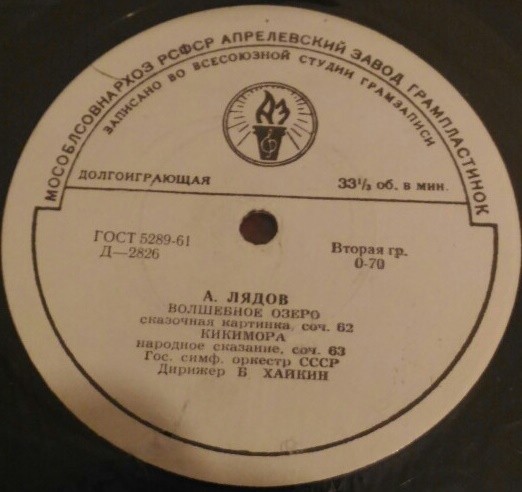 МОСОБЛСОВНАРХОЗ РСФСР АПРЕЛЕВСКИЙ ЗАВОД ГРАМПЛАСТИНОК
ЗАПИСАНО ВО ВСЕСОЮЗНОЙ СТУДИИ ГРАМЗАПИСИ
АЗ
ДОЛГОИГРАЮЩАЯ
33⅓ об. в мин.
ГОСТ 5289-61
Д—2826
Вторая гр.
0-70
А. ЛЯДОВ
ВОЛШЕБНОЕ ОЗЕРО
сказочная картинка, соч. 62
КИКИМОРА
народное сказание, соч. 63
Гос. симф. оркестр СССР
Дирижер Б ХАЙКИН